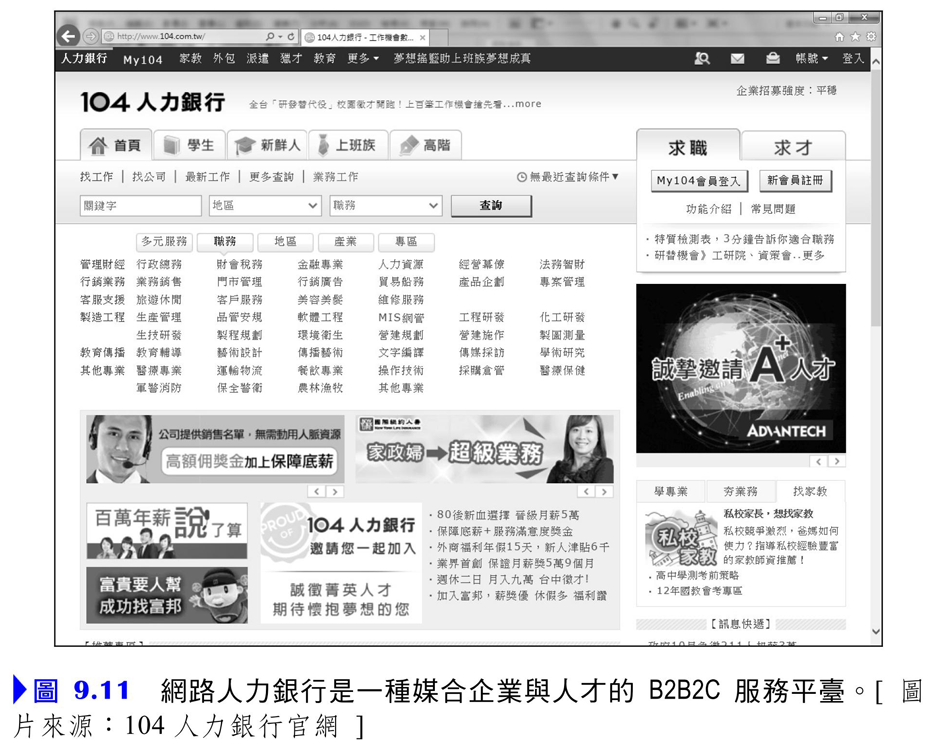 http://www.104.com.tw/
104人力銀行 - 工作機會數...
人力銀行 My104 家教 外包 派遣 獵才 教育 更多 夢想搖籃助上班族夢想成真 帳號 登入
104 人力銀行
全台「研發替代役」校園徵才開跑！上百筆工作機會搶先看...more
企業招募強度：平穩
首頁 學生 新鮮人 上班族 高階
求職 求才
找工作 | 找公司 | 最新工作 | 更多查詢 | 業務工作
無最近查詢條件▼
My104會員登入 新會員註冊
關鍵字 地區 職務 查詢
功能介紹 | 常見問題
多元服務 職務 地區 產業 專區
．特質檢測表，3分鐘告訴你適合職務
．研替機會》工研院、資策會..更多
管理財經 行政總務 財會稅務 金融專業 人力資源 經營幕僚 法務智財
行銷業務 業務銷售 門市管理 行銷廣告 貿易船務 產品企劃 專案管理
客服支援 旅遊休閒 客戶服務 美容美髮 維修服務
製造工程 生產管理 品管安規 軟體工程 MIS網管 工程研發 化工研發
生技研發 製程規劃 環境衛生 營建規劃 營建施作 製圖測量
教育傳播 教育輔導 藝術設計 傳播藝術 文字編譯 傳媒採訪 學術研究
其他專業 醫療專業 運輸物流 餐飲專業 操作技術 採購倉管 醫療保健
軍警消防 保全警衛 農林漁牧 其他專業
誠摯邀請 A+ 人才
Enabling an
ADVANTECH
公司提供銷售名單，無需動用人脈資源
高額佣獎金加上保障底薪
國際紐約人壽
家政婦➡超級業務
百萬年薪 說了算
富貴要人幫
成功找富邦
PROUD OF
104 人力銀行
邀請您一起加入
誠徵菁英人才
期待懷抱夢想的您
．80後新血選擇 晉級月薪5萬
．保障底薪+服務滿意度獎金
．外商福利年假15天，新人津貼6千
．業界首創 保證月薪獎5萬9個月
．週休二日 月入九萬 台中徵才!
．加入富邦，薪獎優 休假多 福利讚
學專業 夯業務 找家教
私校家教
私校家長，想找家教
私校競爭激烈，爸媽如何
使力？指導私校經驗豐富
的家教師資推薦！
．高中學測考前策略
．12年國教會考專區
【訊息快遞】
圖 9.11 網路人力銀行是一種媒合企業與人才的 B2B2C 服務平臺。[ 圖
片來源：104 人力銀行官網 ]